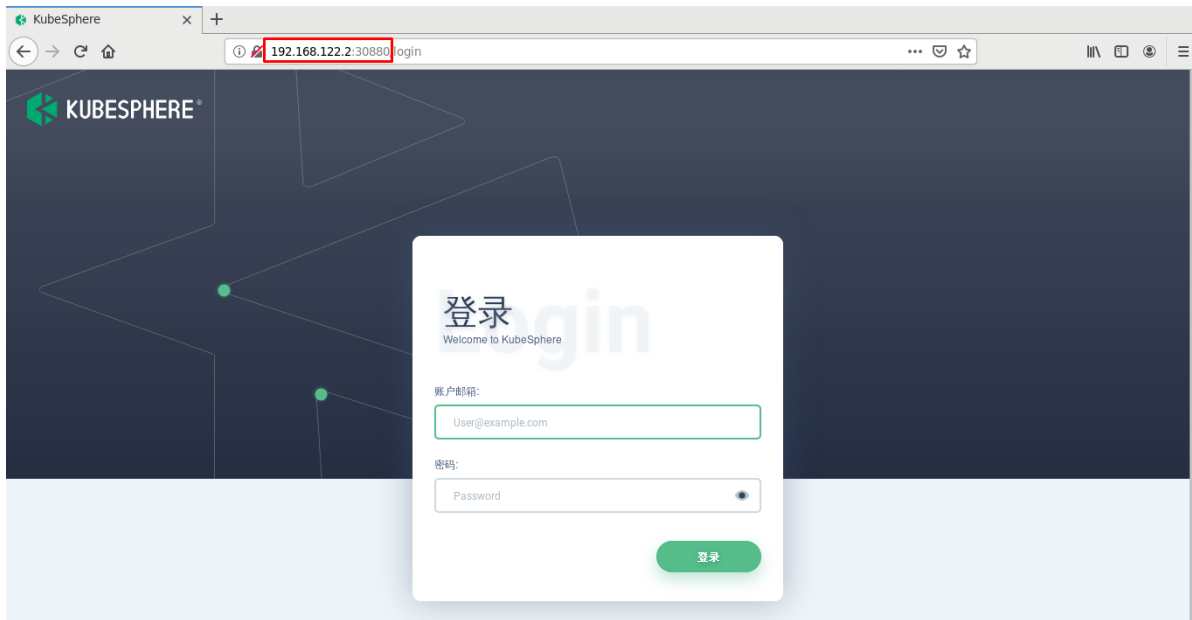 KubeSphere
192.168.122.2:30880/login
KUBESPHERE®
Login
登录
Welcome to KubeSphere
账户邮箱:
User@example.com
密码:
Password
登录